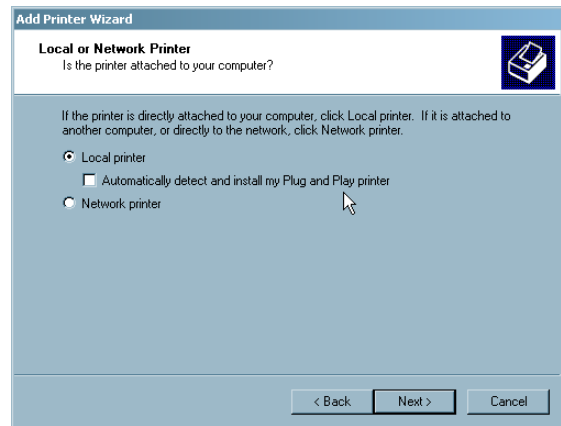 Add Printer Wizard
Local or Network Printer
Is the printer attached to your computer?
If the printer is directly attached to your computer, click Local printer. If it is attached to
another computer, or directly to the network, click Network printer.
Local printer
Automatically detect and install my Plug and Play printer
Network printer
< Back Next > Cancel